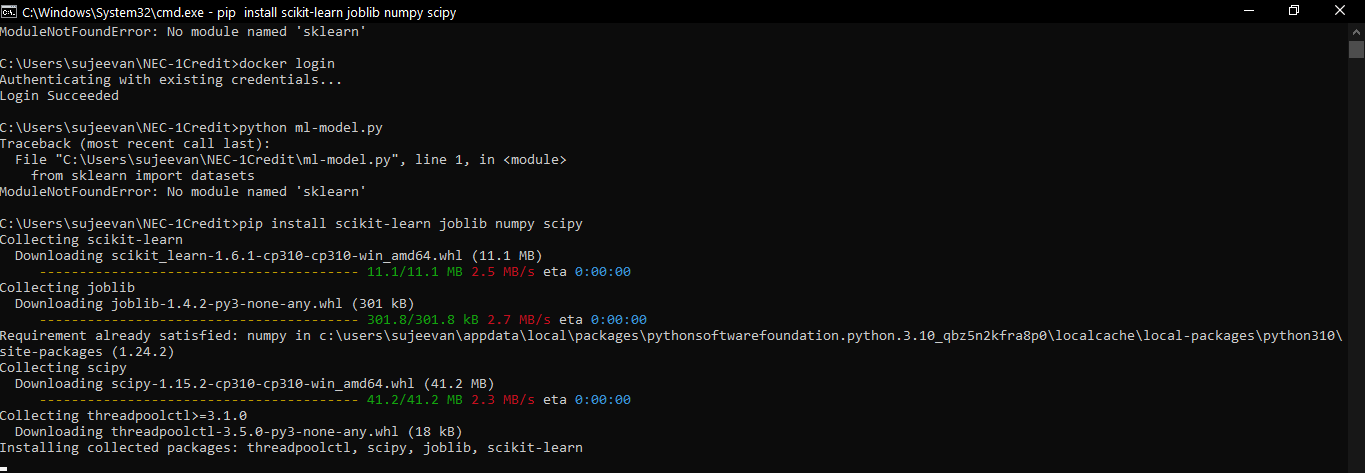 C:\Windows\System32\cmd.exe - pip  install scikit-learn joblib numpy scipy
ModuleNotFoundError: No module named 'sklearn'
C:\Users\sujeevan\NEC-1Credit>docker login
Authenticating with existing credentials...
Login Succeeded
C:\Users\sujeevan\NEC-1Credit>python ml-model.py
Traceback (most recent call last):
  File "C:\Users\sujeevan\NEC-1Credit\ml-model.py", line 1, in <module>
    from sklearn import datasets
ModuleNotFoundError: No module named 'sklearn'
C:\Users\sujeevan\NEC-1Credit>pip install scikit-learn joblib numpy scipy
Collecting scikit-learn
  Downloading scikit_learn-1.6.1-cp310-cp310-win_amd64.whl (11.1 MB)
     ---------------------------------------- 11.1/11.1 MB 2.5 MB/s eta 0:00:00
Collecting joblib
  Downloading joblib-1.4.2-py3-none-any.whl (301 kB)
     ---------------------------------------- 301.8/301.8 kB 2.7 MB/s eta 0:00:00
Requirement already satisfied: numpy in c:\users\sujeevan\appdata\local\packages\pythonsoftwarefoundation.python.3.10_qbz5n2kfra8p0\localcache\local-packages\python310\
site-packages (1.24.2)
Collecting scipy
  Downloading scipy-1.15.2-cp310-cp310-win_amd64.whl (41.2 MB)
     ---------------------------------------- 41.2/41.2 MB 2.3 MB/s eta 0:00:00
Collecting threadpoolctl>=3.1.0
  Downloading threadpoolctl-3.5.0-py3-none-any.whl (18 kB)
Installing collected packages: threadpoolctl, scipy, joblib, scikit-learn